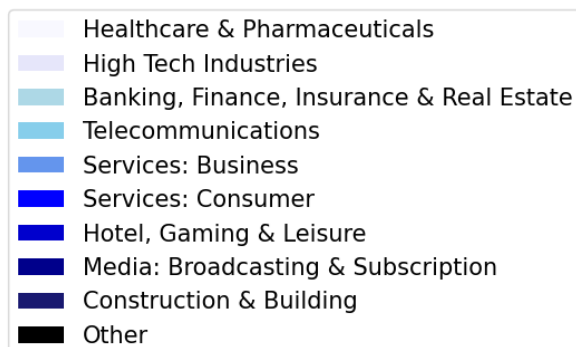 Healthcare & Pharmaceuticals
High Tech Industries
Banking, Finance, Insurance & Real Estate
Telecommunications
Services: Business
Services: Consumer
Hotel, Gaming & Leisure
Media: Broadcasting & Subscription
Construction & Building
Other